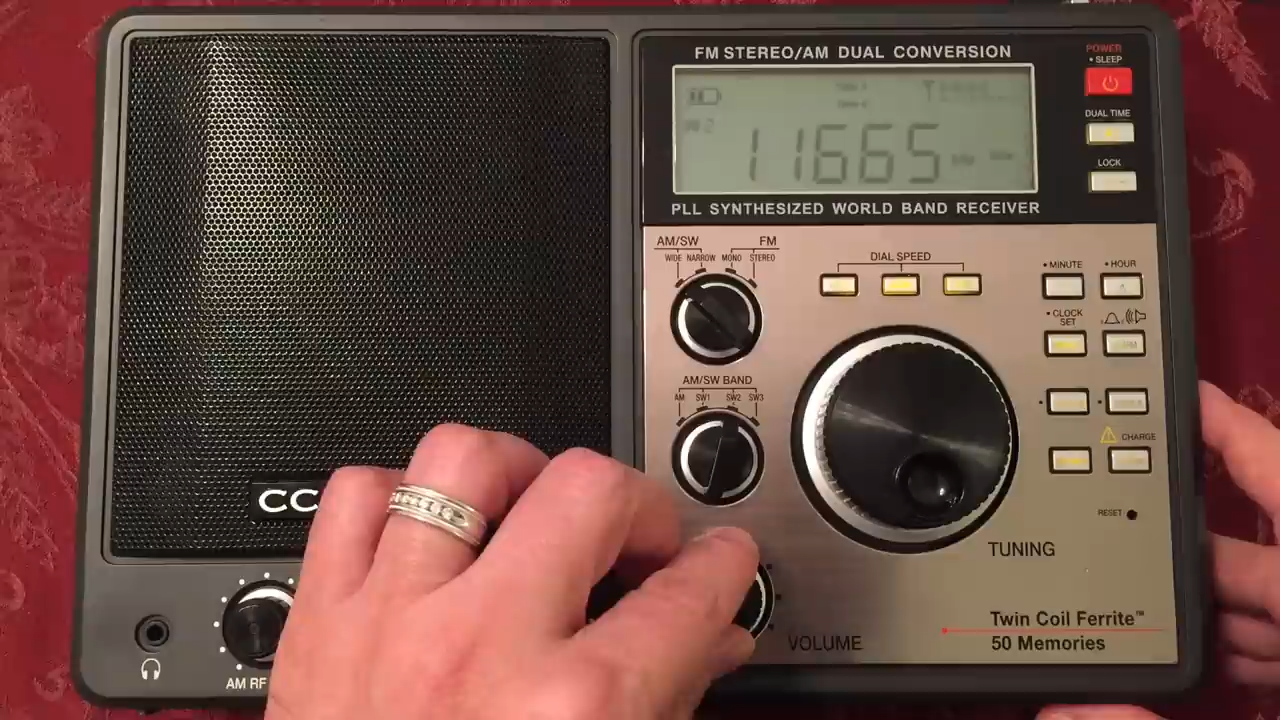 FM STEREO/AM DUAL CONVERSION
POWER
• SLEEP
11665
DUAL TIME
LOCK
PLL SYNTHESIZED WORLD BAND RECEIVER
AM/SW FM
WIDE NARROW MONO STEREO
DIAL SPEED
• MINUTE • HOUR
• CLOCK
SET
AM/SW BAND
AM SW1 SW2 SW3
CHARGE
RESET
TUNING
Twin Coil Ferrite™
50 Memories
VOLUME
AM RF